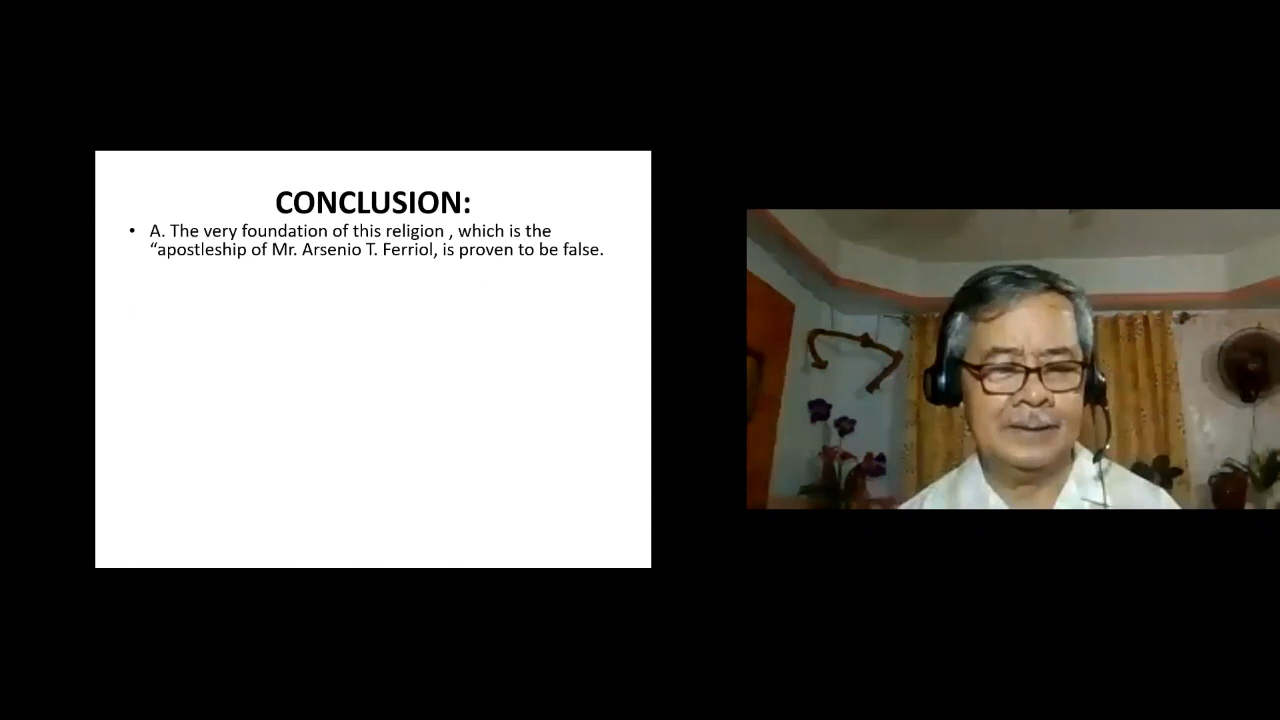 CONCLUSION:
• A. The very foundation of this religion , which is the
“apostleship of Mr. Arsenio T. Ferriol, is proven to be false.